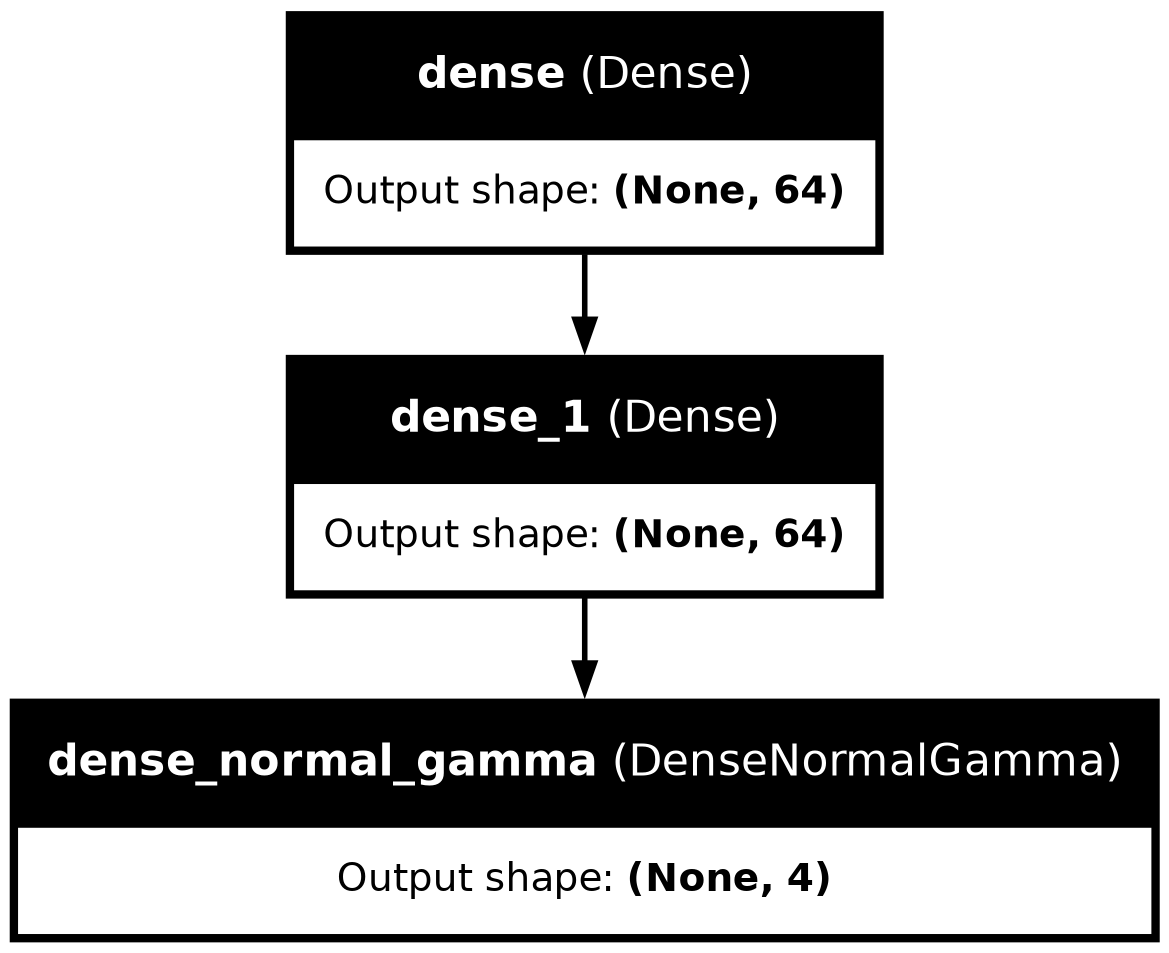 dense (Dense)
Output shape: (None, 64)
dense_1 (Dense)
Output shape: (None, 64)
dense_normal_gamma (DenseNormalGamma)
Output shape: (None, 4)